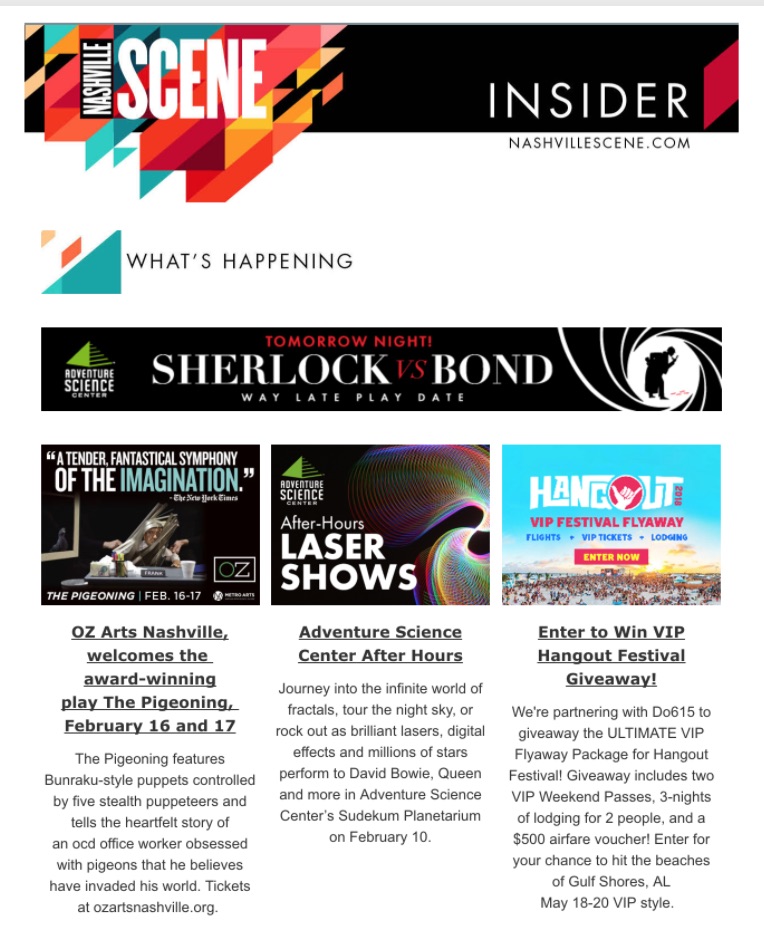 NASHVILLE
SCENE
INSIDER
NASHVILLESCENE.COM
WHAT'S HAPPENING
ADVENTURE
SCIENCE
CENTER
TOMORROW NIGHT!
SHERLOCK VS BOND
WAY LATE PLAY DATE
“A TENDER, FANTASTICAL SYMPHONY
OF THE IMAGINATION.”
- The New York Times
FRANK
OZ
THE PIGEONING | FEB. 16-17
METRO ARTS
OZ Arts Nashville,
welcomes the
award-winning
play The Pigeoning,
February 16 and 17
The Pigeoning features
Bunraku-style puppets controlled
by five stealth puppeteers and
tells the heartfelt story of
an ocd office worker obsessed
with pigeons that he believes
have invaded his world. Tickets
at ozartsnashville.org.
ADVENTURE
SCIENCE
CENTER
After-Hours
LASER
SHOWS
Adventure Science
Center After Hours
Journey into the infinite world of
fractals, tour the night sky, or
rock out as brilliant lasers, digital
effects and millions of stars
perform to David Bowie, Queen
and more in Adventure Science
Center’s Sudekum Planetarium
on February 10.
HANGOUT
2018
VIP FESTIVAL FLYAWAY
FLIGHTS + VIP TICKETS + LODGING
ENTER NOW
Enter to Win VIP
Hangout Festival
Giveaway!
We're partnering with Do615 to
giveaway the ULTIMATE VIP
Flyaway Package for Hangout
Festival! Giveaway includes two
VIP Weekend Passes, 3-nights
of lodging for 2 people, and a
$500 airfare voucher! Enter for
your chance to hit the beaches
of Gulf Shores, AL
May 18-20 VIP style.